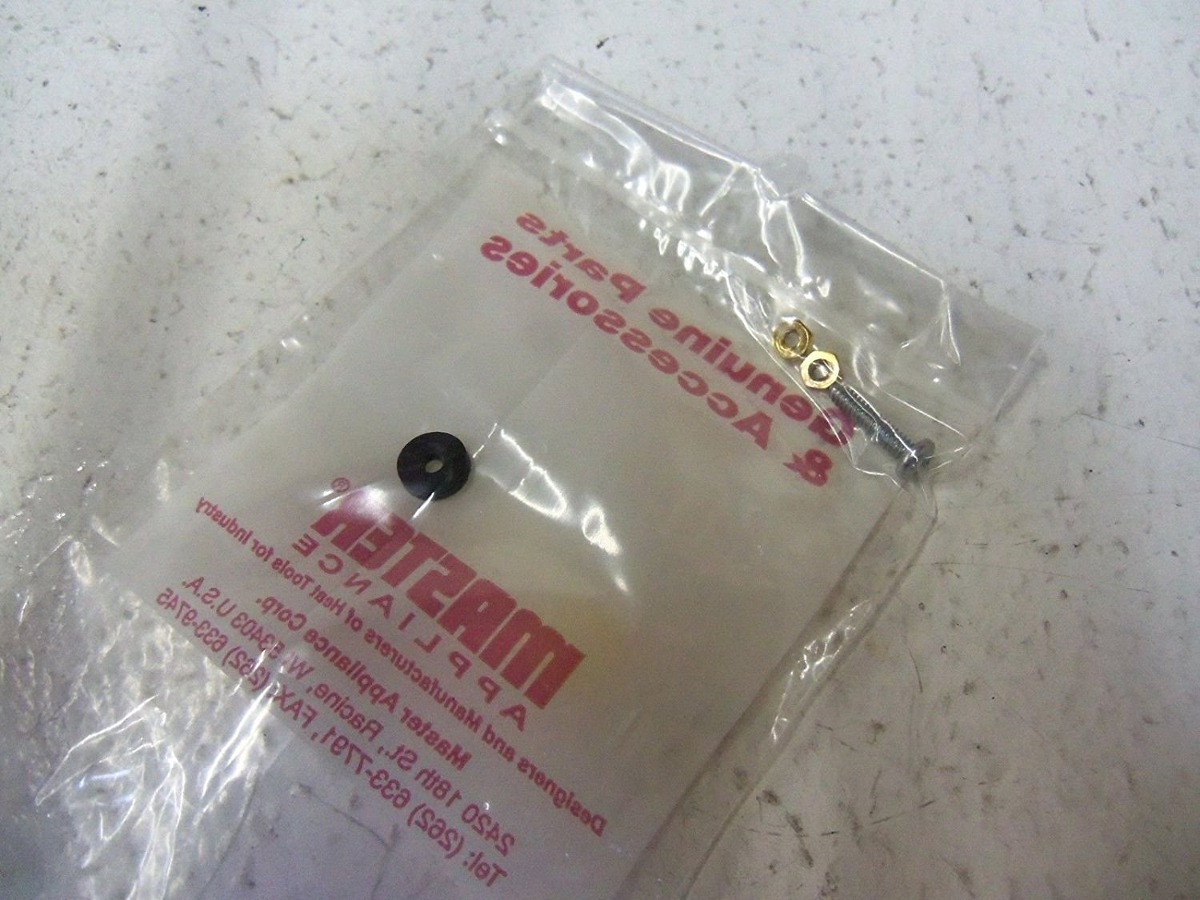 Genuine Parts
& Accessories
MASTER®
APPLIANCE
Designers and Manufacturers of Heat Tools for Industry
Master Appliance Corp.
2420 18th St., Racine, WI 53403 U.S.A.
Tel: (262) 633-7791, FAX: (262) 633-9745